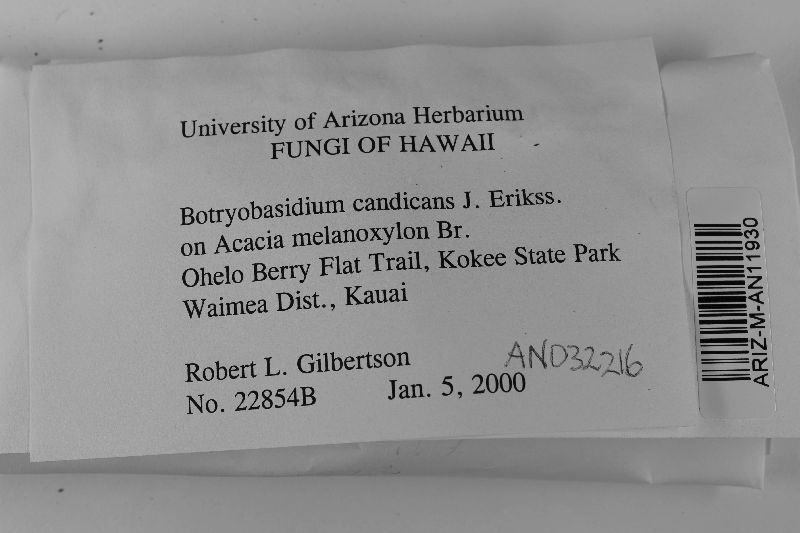 University of Arizona Herbarium
FUNGI OF HAWAII
Botryobasidium candicans J. Erikss.
on Acacia melanoxylon Br.
Ohelo Berry Flat Trail, Kokee State Park
Waimea Dist., Kauai
Robert L. Gilbertson
No. 22854B Jan. 5, 2000
AN032216
ARIZ-M-AN11930